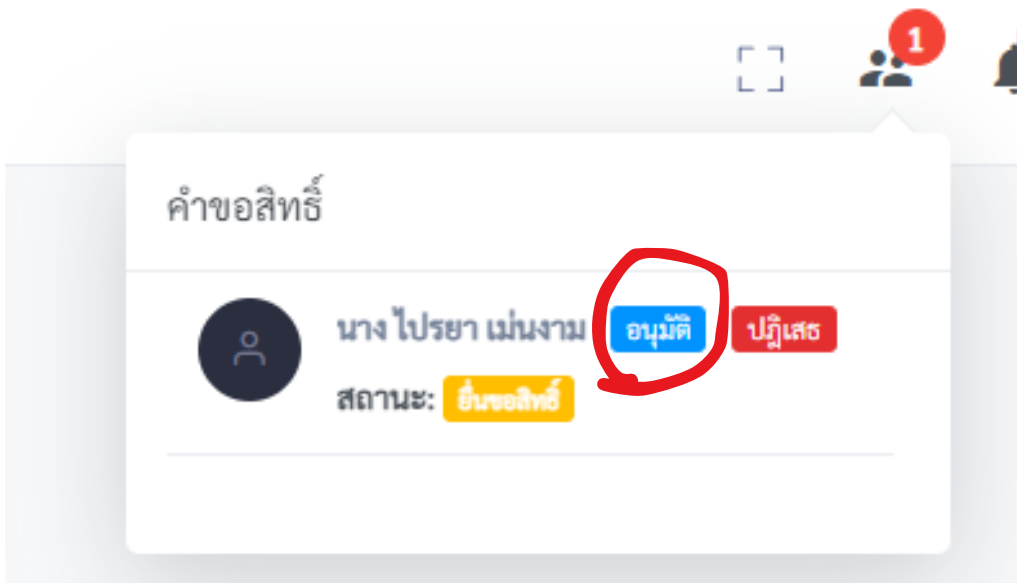 1
คำขอสิทธิ์
นาง ไปรยา เม่นงาม อนุมัติ ปฎิเสธ
สถานะ: ยื่นขอสิทธิ์